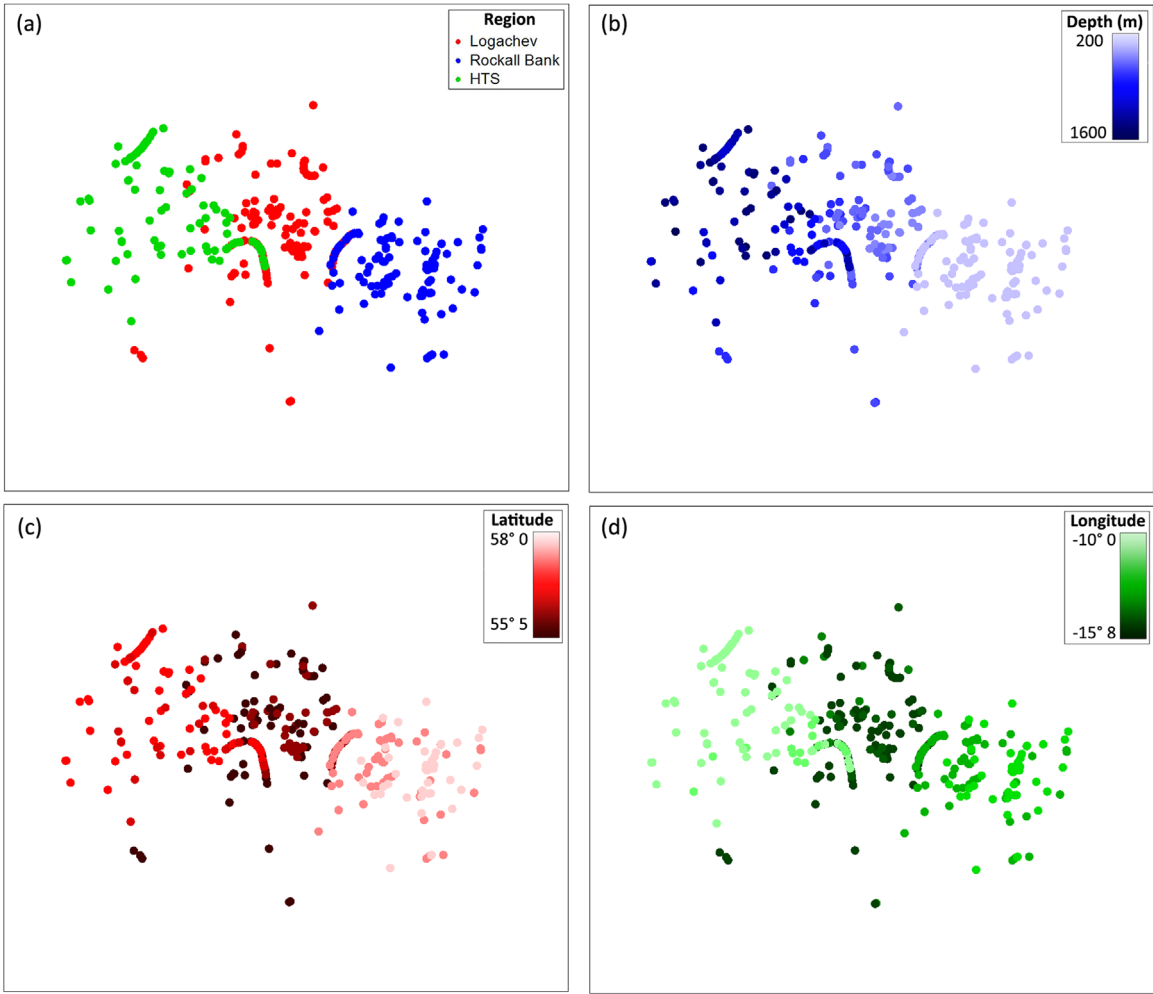 (a)
Region
Logachev
Rockall Bank
HTS
(b)
Depth (m)
200
1600
(c)
Latitude
58° 0
55° 5
(d)
Longitude
-10° 0
-15° 8